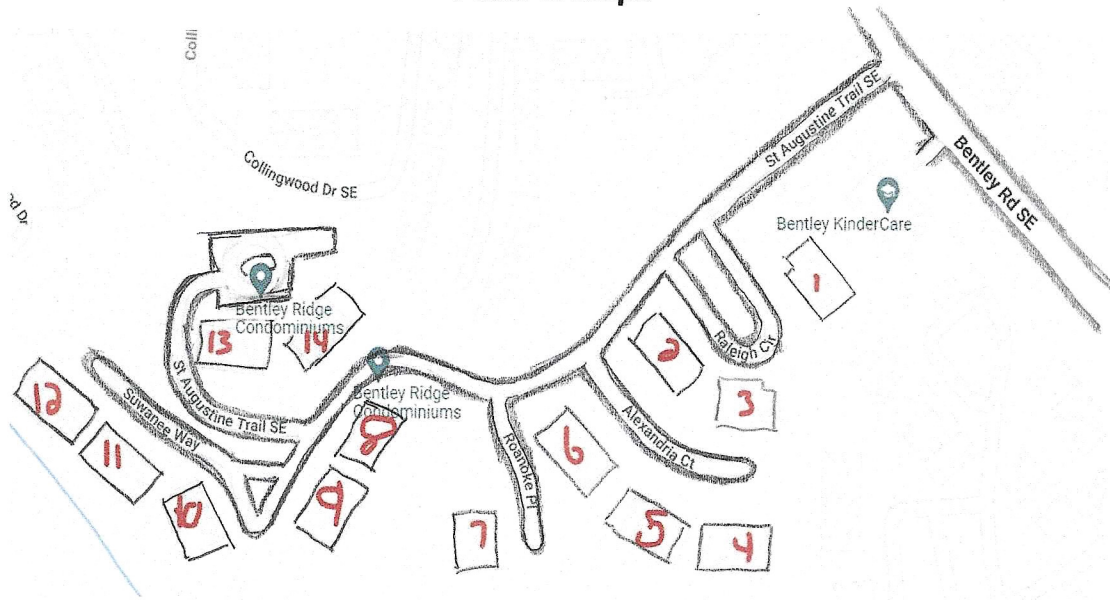 Colli
Collingwood Dr SE
St Augustine Trail SE
Bentley Rd SE
Bentley KinderCare
1
Bentley Ridge
Condominiums
13
14
2
Raleigh Ctr
3
Bentley Ridge
Condominiums
12
St Augustine Trail SE
Suwanee Way
8
Alexandria Ct
Roanoke Pl
6
11
9
10
7
5
4